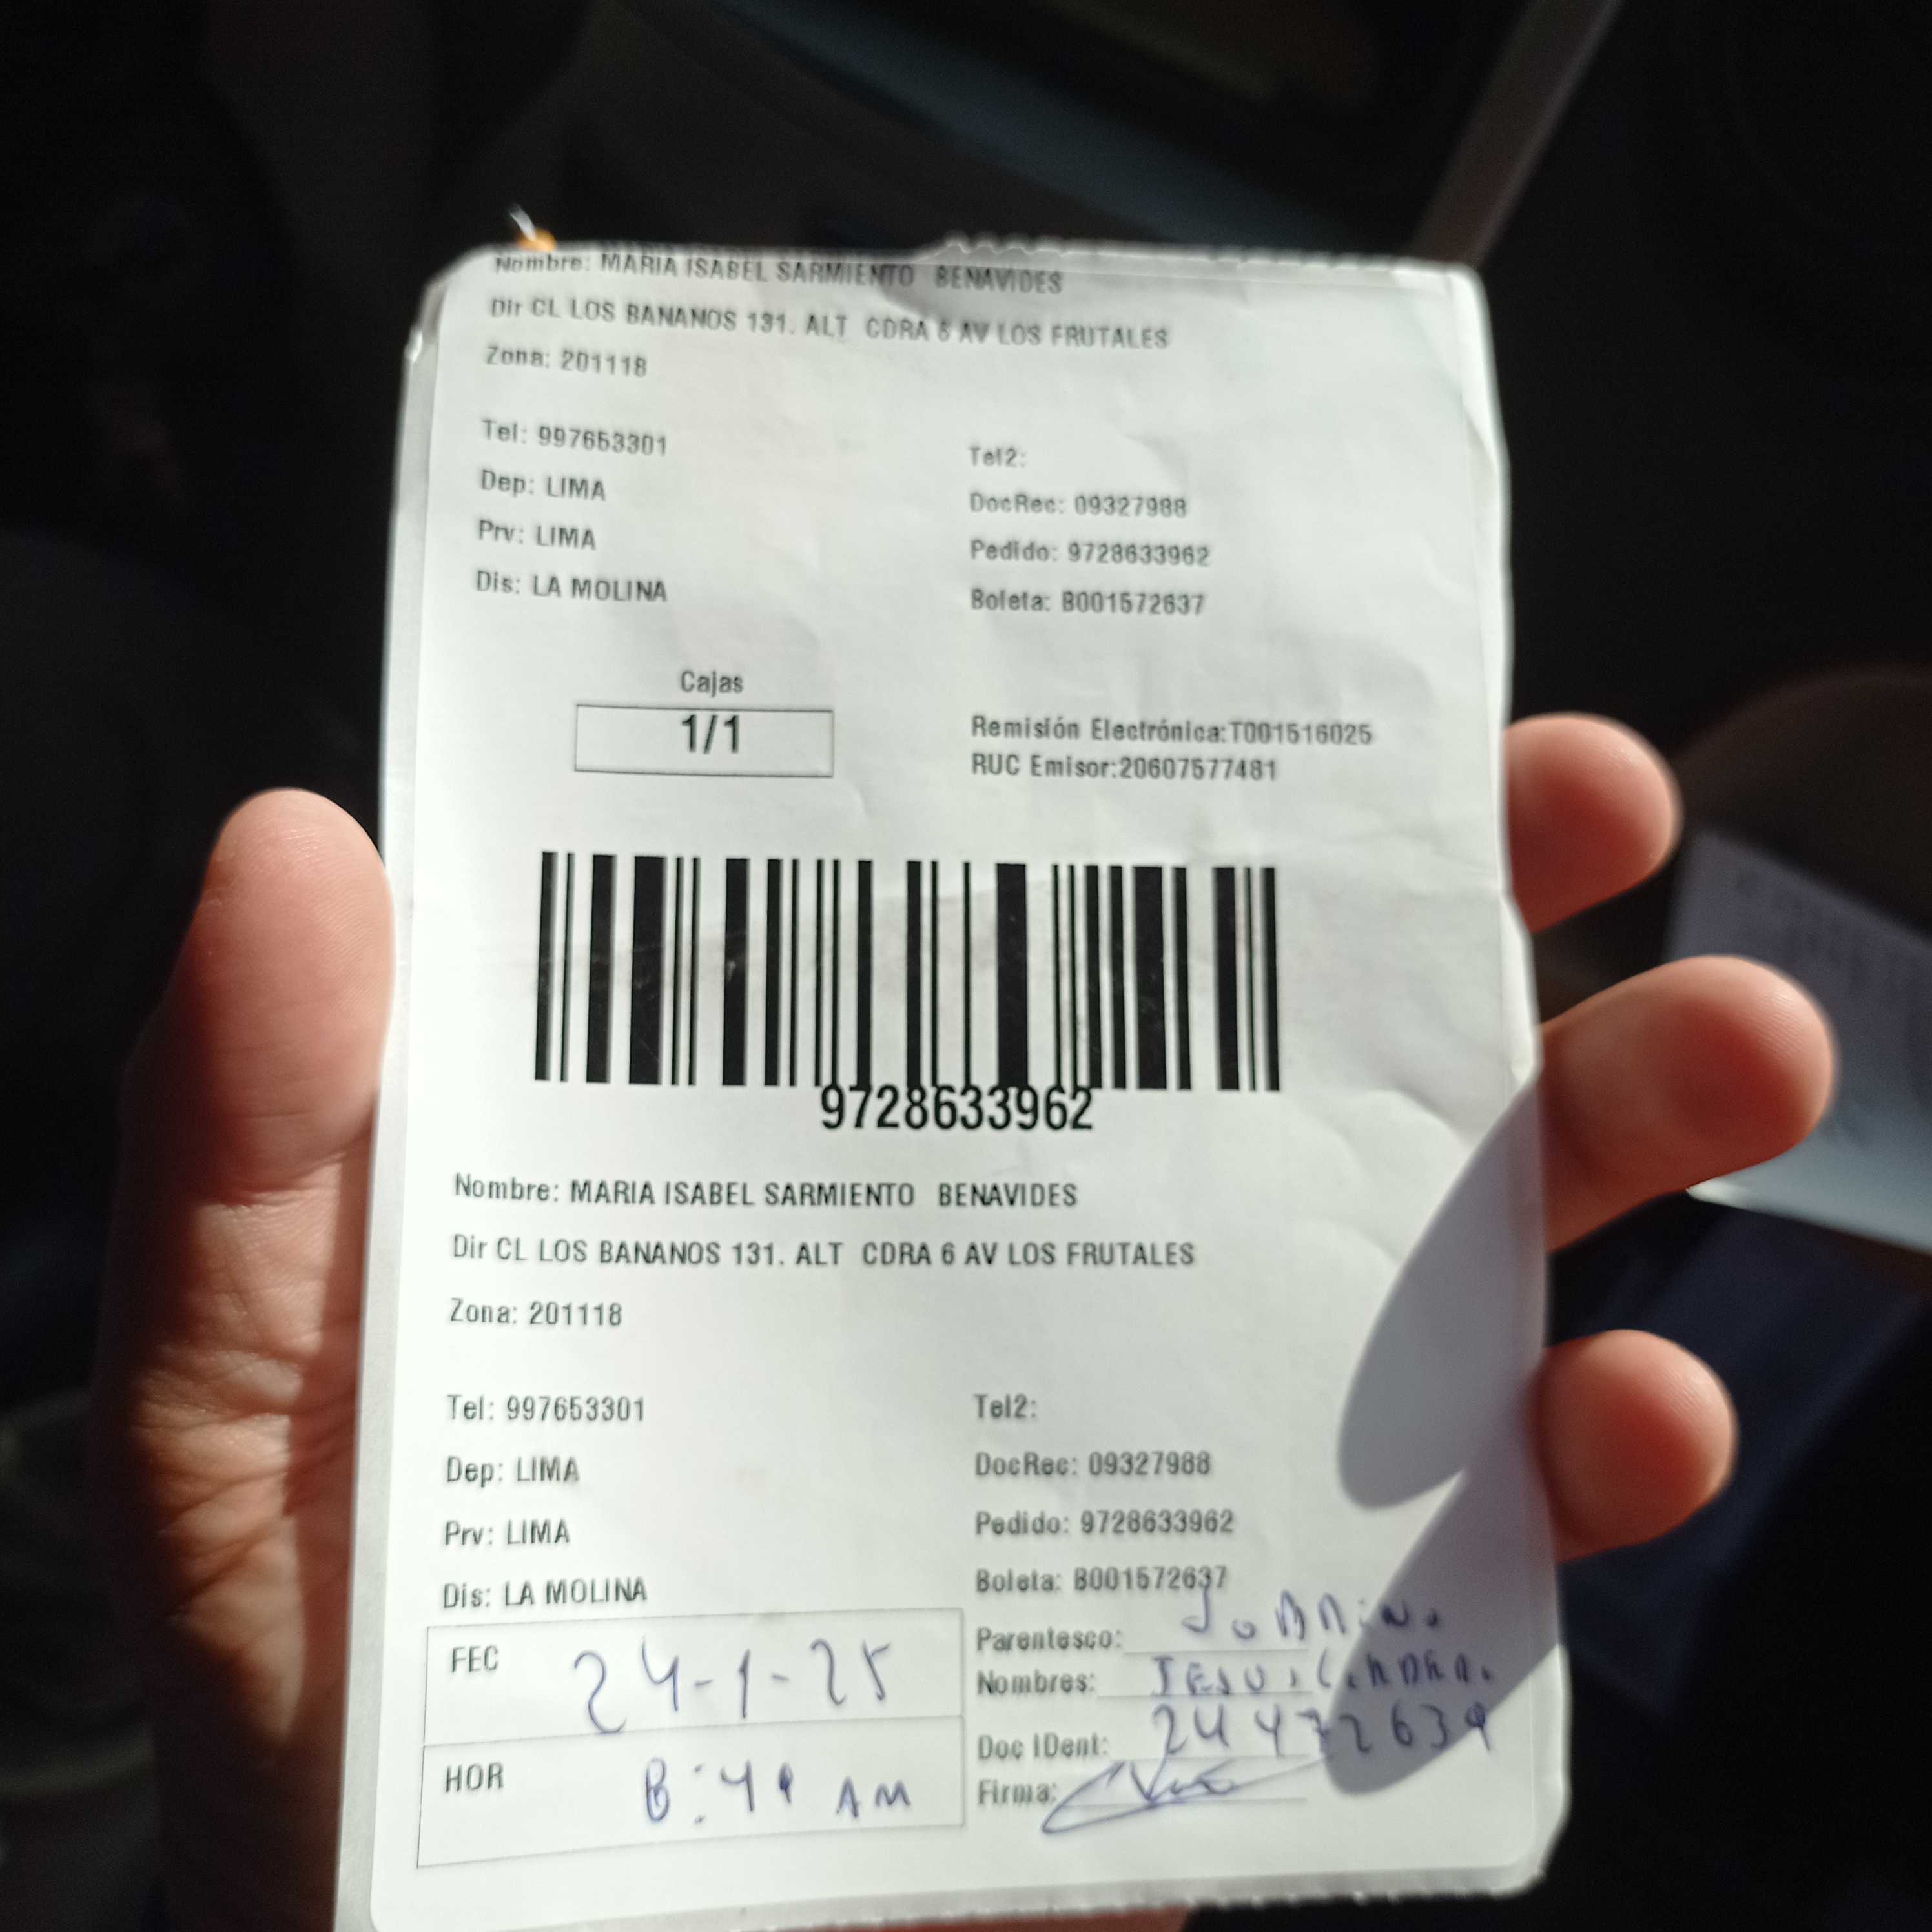 Nombre: MARIA ISABEL SARMIENTO BENAVIDES
Dir CL LOS BANANOS 131. ALT CDRA 6 AV LOS FRUTALES
Zona: 201118
Tel: 997653301
Tel2:
Dep: LIMA
DocRec: 09327988
Prv: LIMA
Pedido: 9728633962
Dis: LA MOLINA
Boleta: B001572637
Cajas
1/1
Remisión Electrónica:T001516025
RUC Emisor:20607577481
9728633962
Nombre: MARIA ISABEL SARMIENTO BENAVIDES
Dir CL LOS BANANOS 131. ALT CDRA 6 AV LOS FRUTALES
Zona: 201118
Tel: 997653301
Tel2:
Dep: LIMA
DocRec: 09327988
Prv: LIMA
Pedido: 9728633962
Dis: LA MOLINA
Boleta: B001572637
FEC 24-1-25
Parentesco:
Nombres: JESUS
Doc IDent:
HOR AM
Firma: